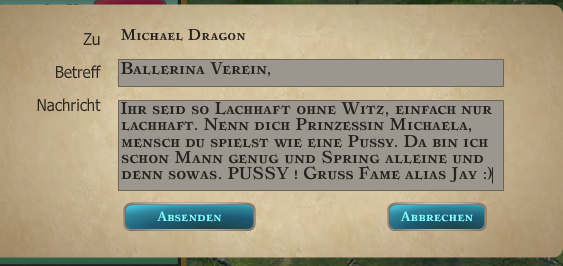 Zu Michael Dragon
Betreff Ballerina Verein,
Nachricht Ihr seid so Lachhaft ohne Witz, einfach nur
lachhaft. Nenn dich Prinzessin Michaela,
mensch du spielst wie eine Pussy. Da bin ich
schon Mann genug und Spring alleine und
denn sowas. PUSSY ! Gruss Fame alias Jay :)
Absenden Abbrechen